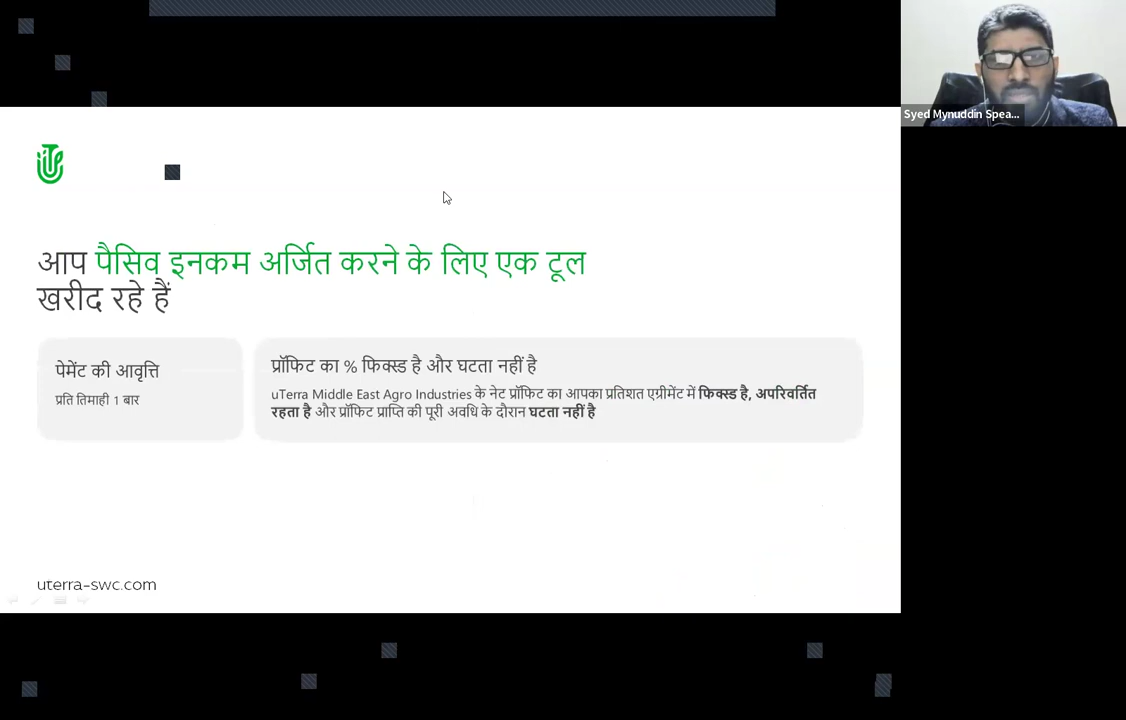 Syed Mynuddin Spea...
आप पैसिव इनकम अर्जित करने के लिए एक टूल
खरीद रहे हैं
पेमेंट की आवृत्ति
प्रति तिमाही 1 बार
प्रॉफिट का % फिक्स्ड है और घटता नहीं है
uTerra Middle East Agro Industries के नेट प्रॉफिट का आपका प्रतिशत एग्रीमेंट में फिक्स्ड है, अपरिवर्तित
रहता है और प्रॉफिट प्राप्ति की पूरी अवधि के दौरान घटता नहीं है
uterra-swc.com